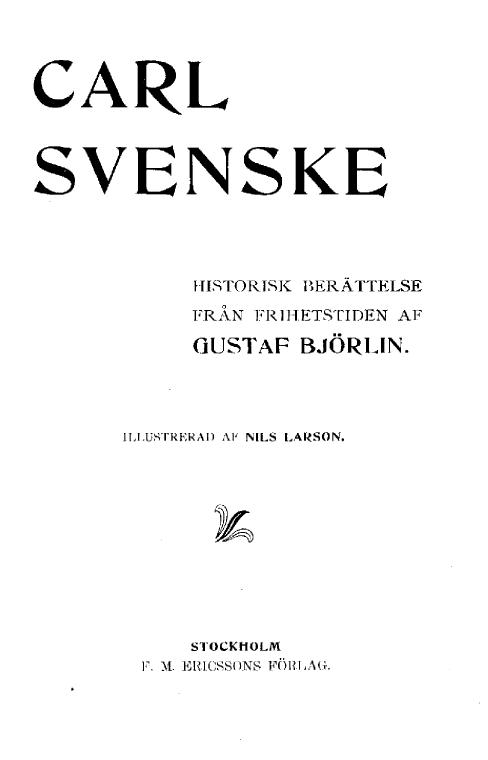 CARL
SVENSKE
HISTORISK BERÄTTELSE
FRÅN FRIHETSTIDEN AF
GUSTAF BJÖRLIN.
ILLUSTRERAD AF NILS LARSON.
STOCKHOLM
F. M. ERICSSONS FÖRLAG.